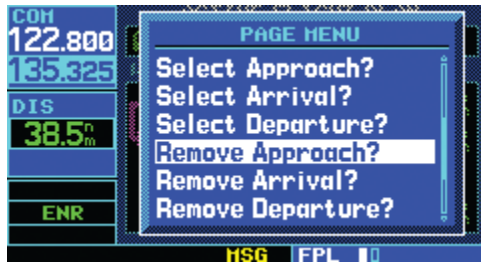 COM
122.800
135.325
DIS
38.5nm
ENR
PAGE MENU
Select Approach?
Select Arrival?
Select Departure?
Remove Approach?
Remove Arrival?
Remove Departure?
MSG FPL